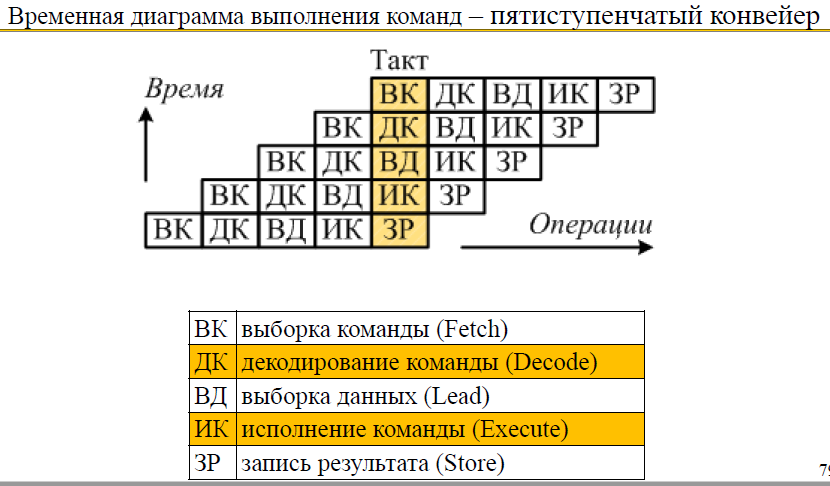 Временная диаграмма выполнения команд – пятиступенчатый конвейер
Такт
Время
ВК ДК ВД ИК ЗР
ВК ДК ВД ИК ЗР
ВК ДК ВД ИК ЗР
ВК ДК ВД ИК ЗР
ВК ДК ВД ИК ЗР
Операции
ВК выборка команды (Fetch)
ДК декодирование команды (Decode)
ВД выборка данных (Lead)
ИК исполнение команды (Execute)
ЗР запись результата (Store)
79